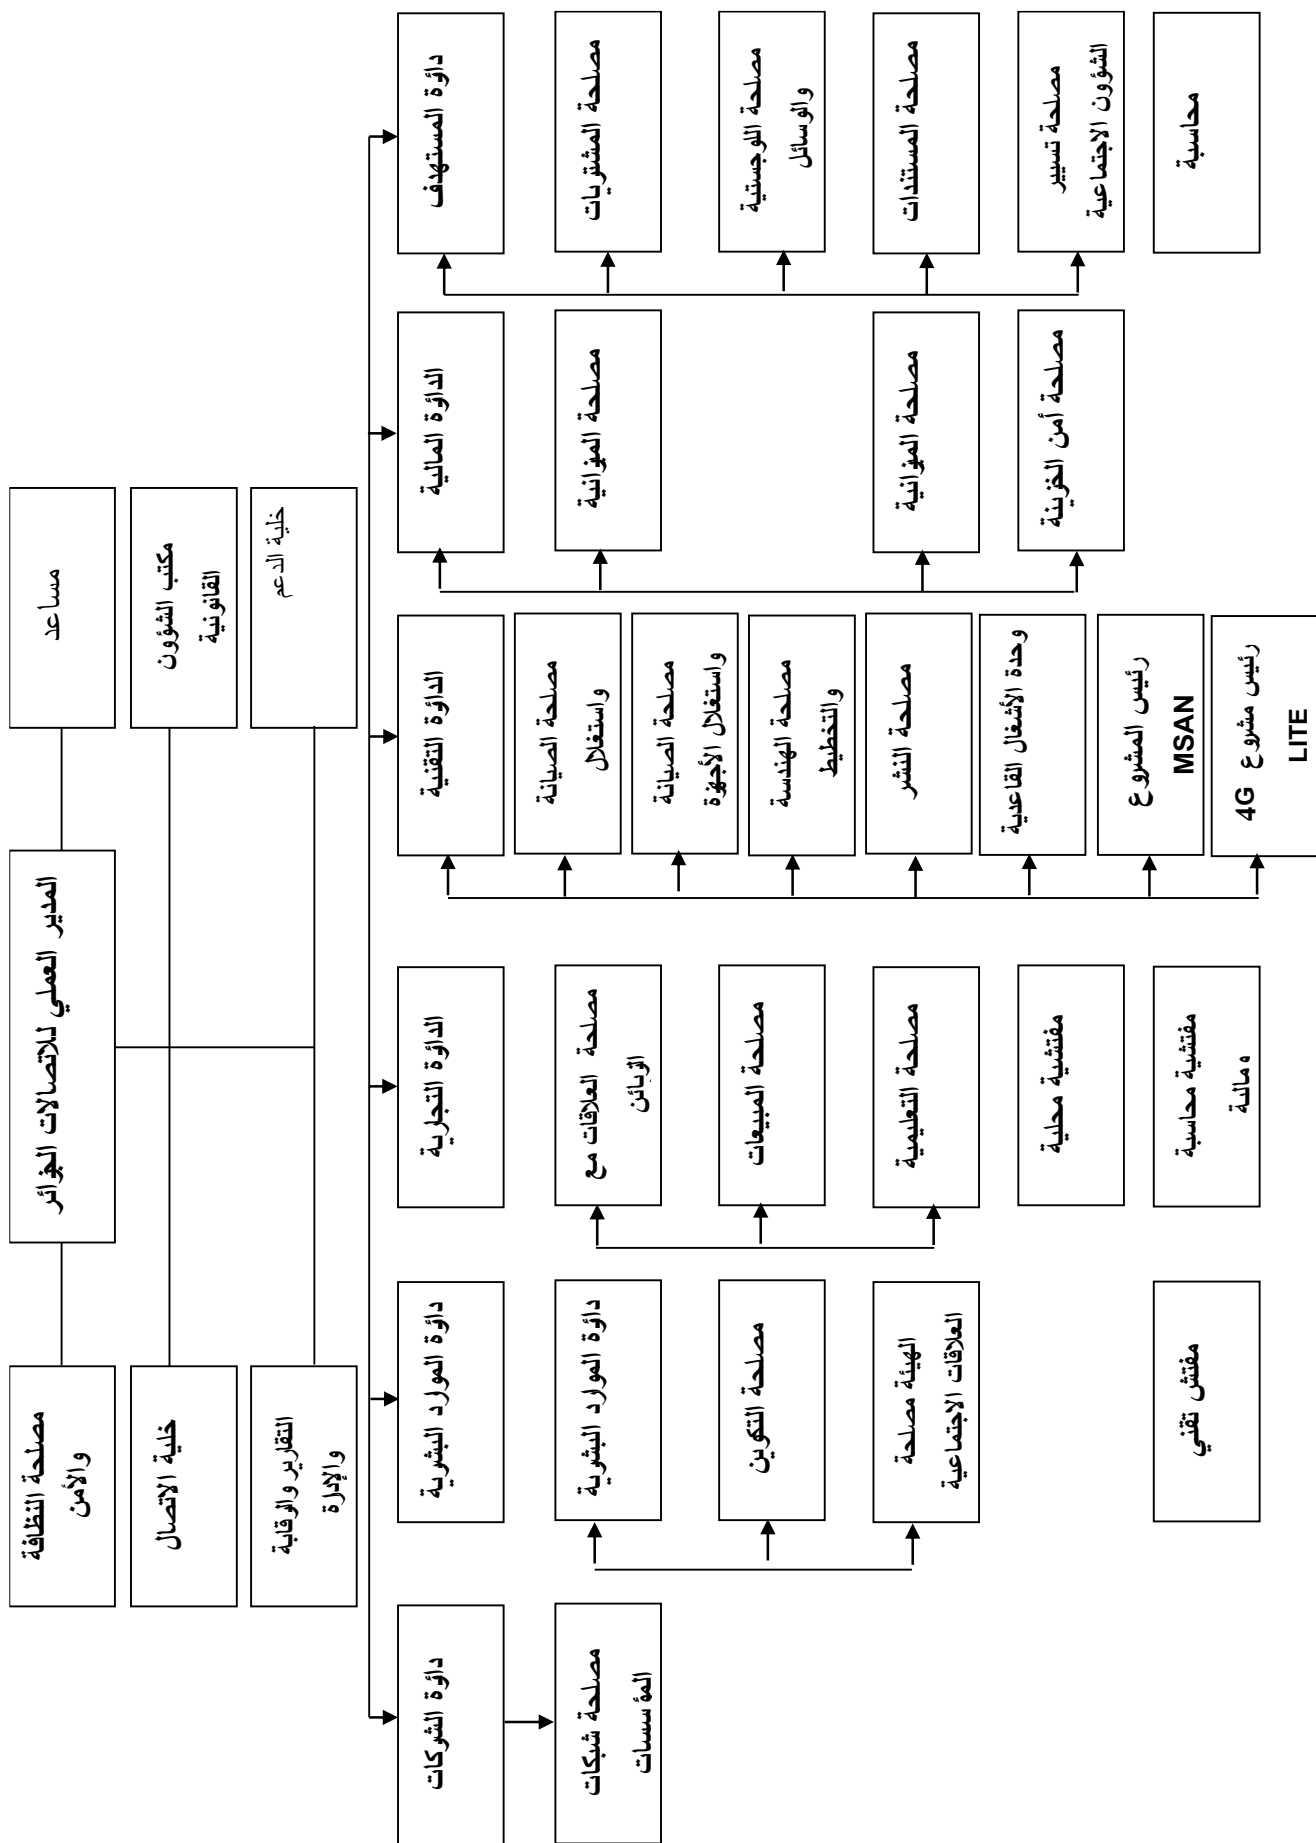 مساعد
المدير العملي للاتصالات الجزائر
مصلحة النظافة
والأمن
مكتب الشؤون
القانونية
خلية الاتصال
خلية الدعم
التقارير والرقابة
والإدارة
دائرة المستهدف
الدائرة المالية
الدائرة التقنية
الدائرة التجارية
دائرة الموارد البشرية
دائرة الشركات
مصلحة المشتريات
مصلحة اللوجستية
والوسائل
مصلحة المستندات
مصلحة تسيير
الشؤون الاجتماعية
محاسبة
مصلحة الميزانية
مصلحة الميزانية
مصلحة أمن الخزينة
مصلحة الصيانة
واستغلال
مصلحة الصيانة
واستغلال الأجهزة
مصلحة الهندسة
والتخطيط
مصلحة النشر
وحدة الأشغال القاعدية
رئيس المشروع
MSAN
رئيس مشروع 4G
LITE
مصلحة العلاقات مع
الزبائن
مصلحة المبيعات
مصلحة التعليمية
مفتشية محلية
مفتشية محاسبة
ومالية
دائرة الموارد البشرية
مصلحة التكوين
الهيئة مصلحة
العلاقات الاجتماعية
مفتش تقني
مصلحة شبكات
المؤسسات